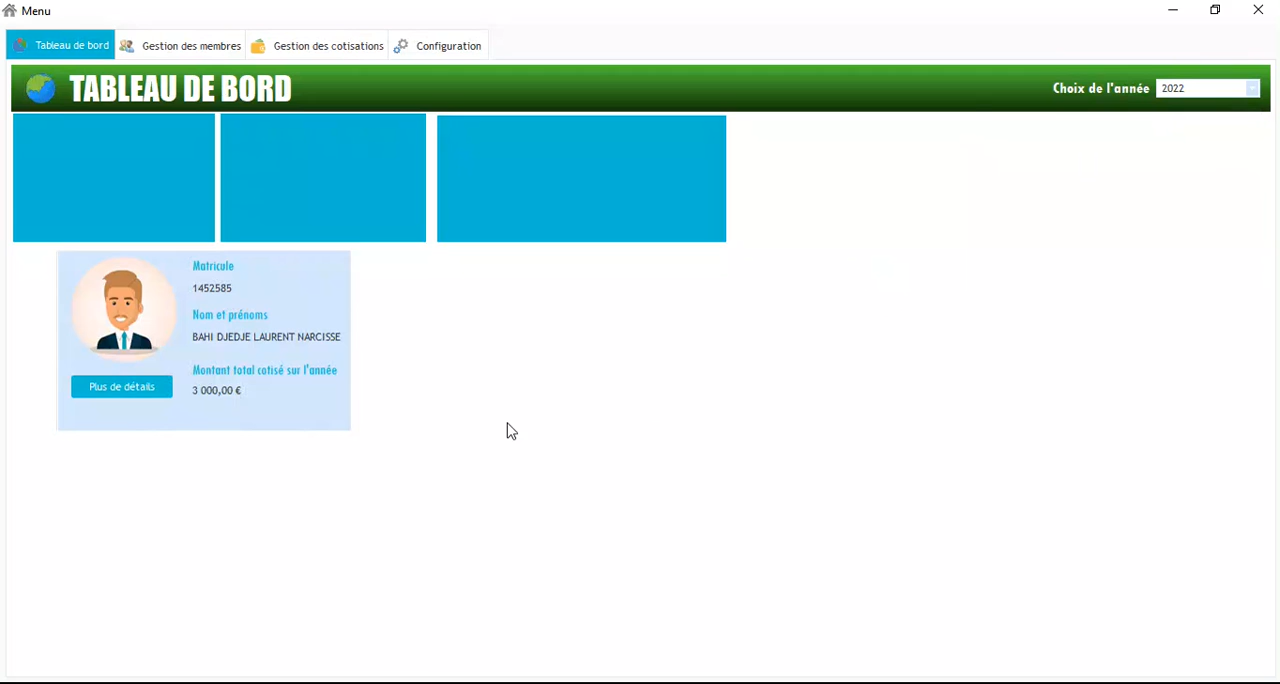 Menu
Tableau de bord
Gestion des membres
Gestion des cotisations
Configuration
TABLEAU DE BORD
Choix de l'année
2022
Matricule
1452585
Nom et prénoms
BAHI DJEDJE LAURENT NARCISSE
Montant total cotisé sur l'année
Plus de détails
3 000,00 €